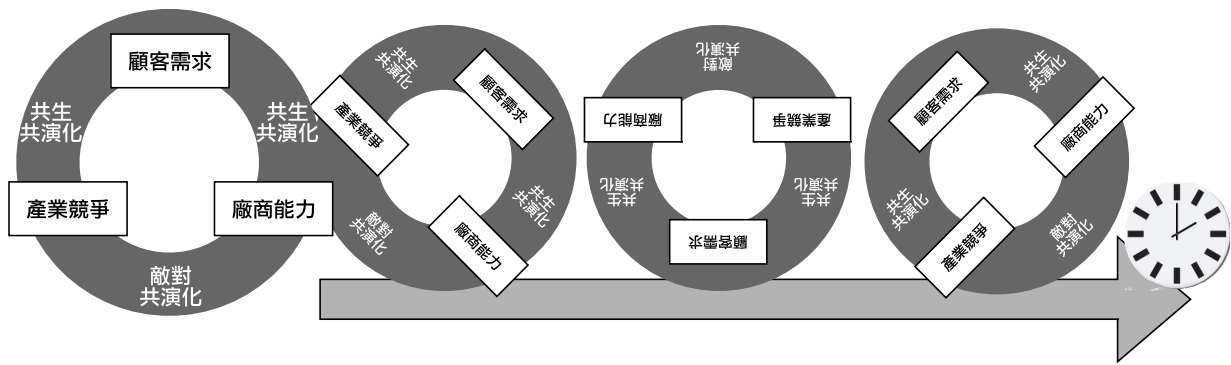 顧客需求
共生
共演化
共生
共演化
產業競爭
廠商能力
敵對
共演化
共生
共演化
顧客需求
產業競爭
共生
共演化
敵對
共演化
廠商能力
敵對
共演化
廠商能力
產業競爭
共生
共演化
共生
共演化
顧客需求
共生
共演化
顧客需求
廠商能力
共生
共演化
敵對
共演化
產業競爭